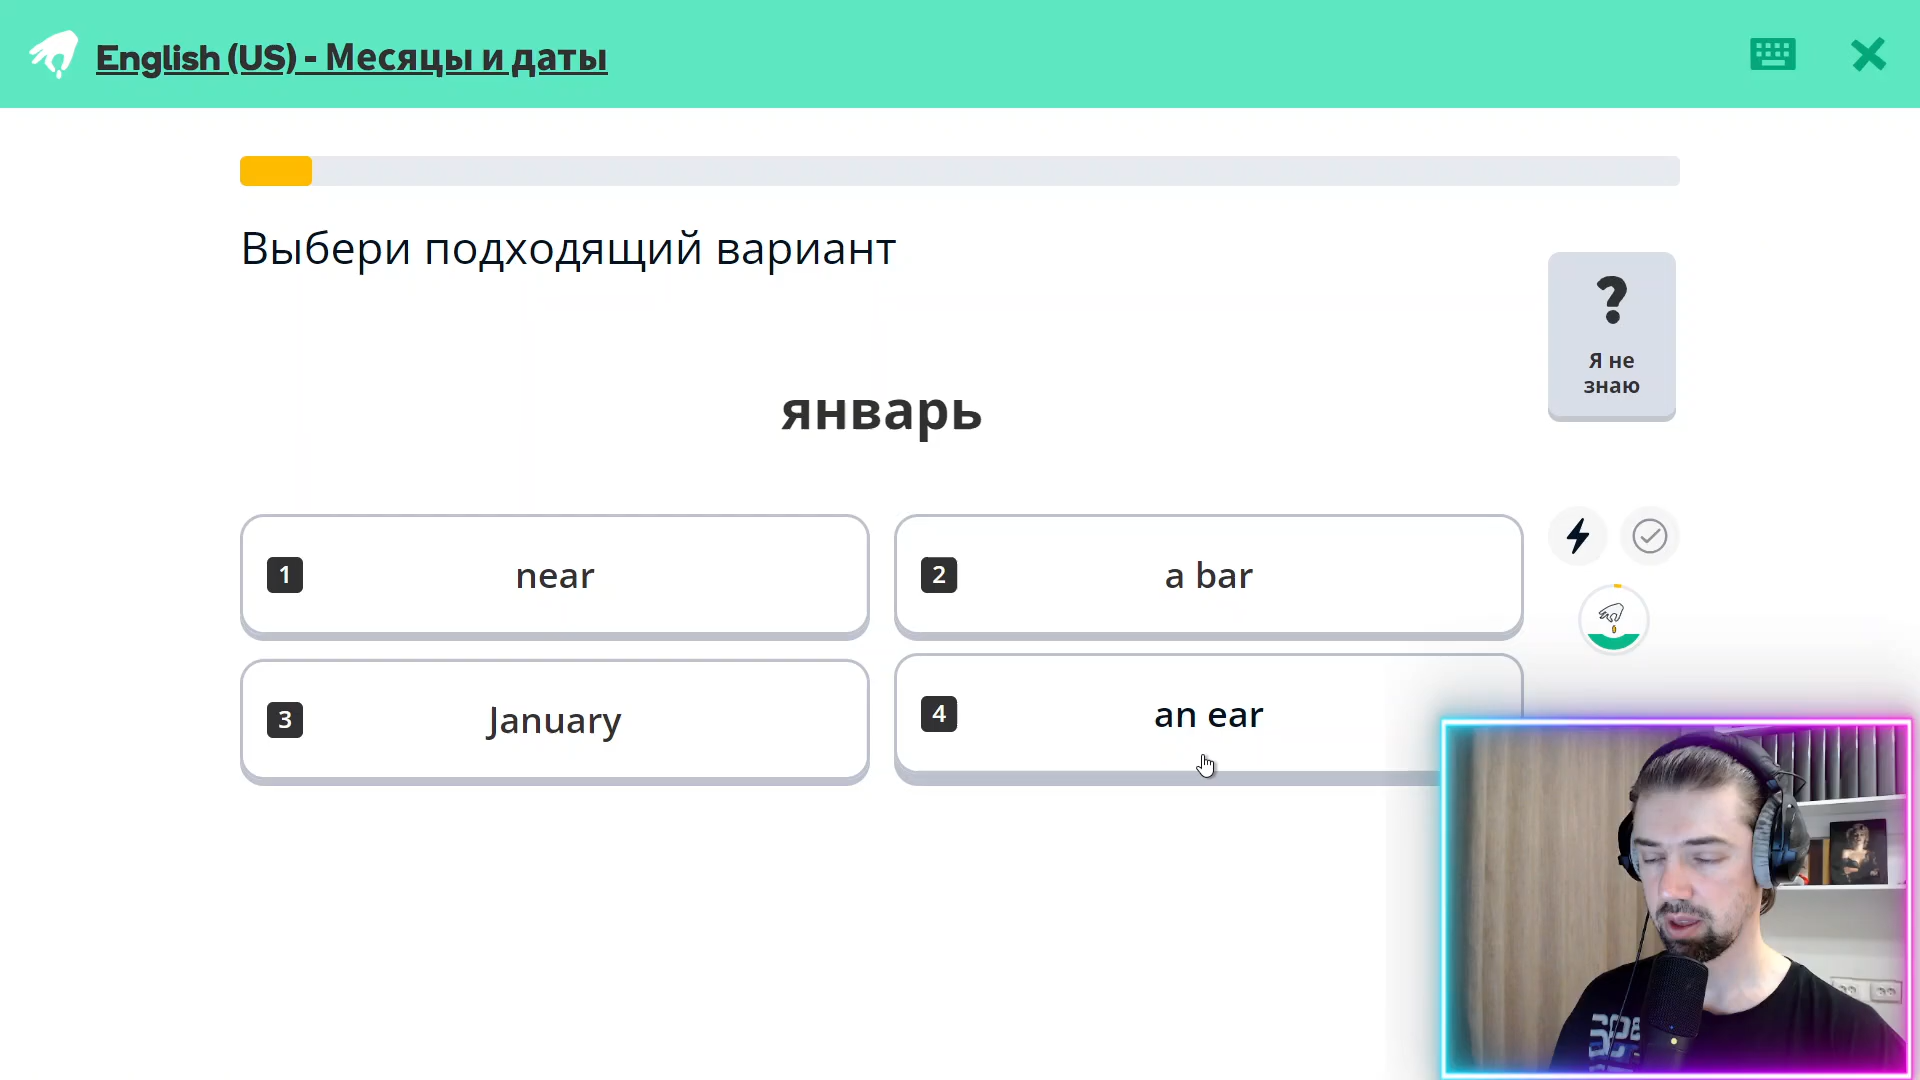 English (US) - Месяцы и даты
Выбери подходящий вариант
?
Я не
знаю
январь
1 near
2 a bar
3 January
4 an ear